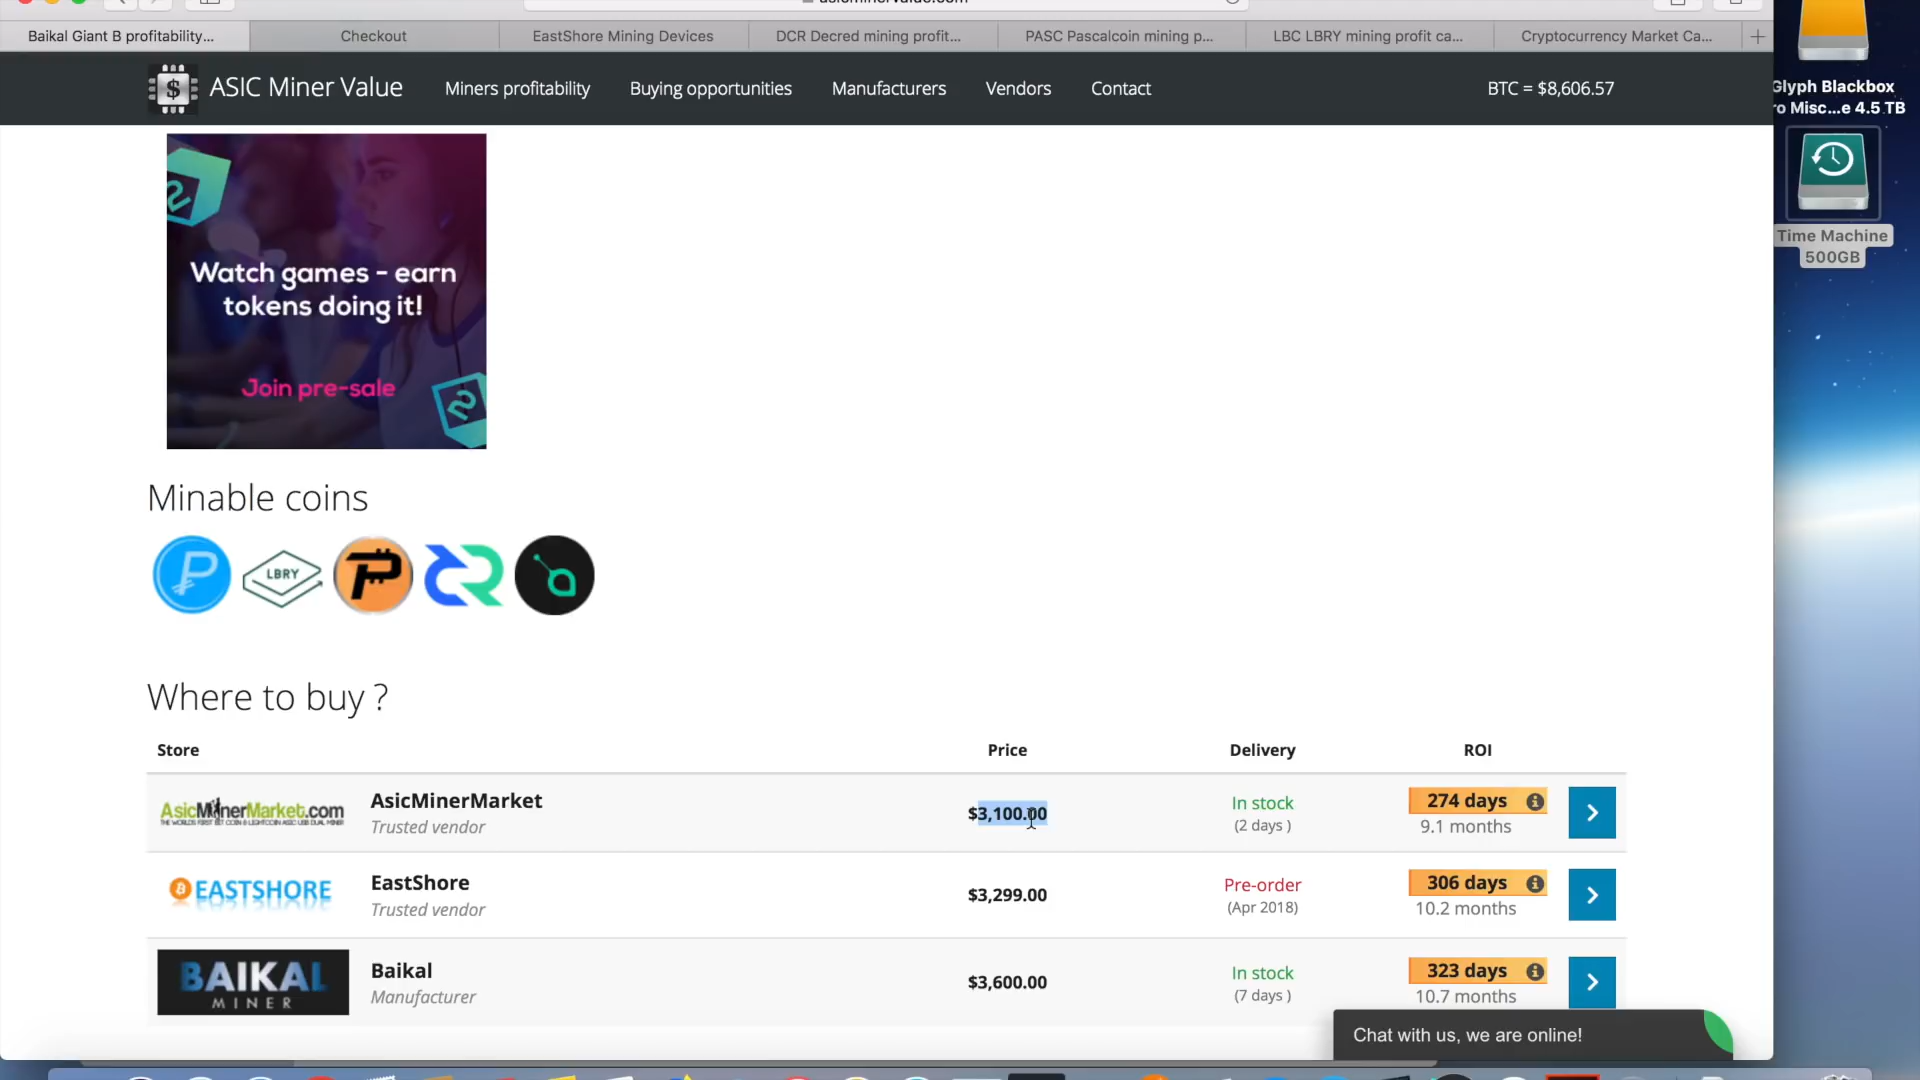 asicminervalue.com
Baikal Giant B profitability...
Checkout
EastShore Mining Devices
DCR Decred mining profit...
PASC Pascalcoin mining p...
LBC LBRY mining profit ca...
Cryptocurrency Market Ca...
ASIC Miner Value
Miners profitability
Buying opportunities
Manufacturers
Vendors
Contact
BTC = $8,606.57
Glyph Blackbox
ro Misc...e 4.5 TB
Time Machine
500GB
Watch games - earn
tokens doing it!
Join pre-sale
Minable coins
LBRY
Where to buy ?
Store Price Delivery ROI
AsicMinerMarket.com
AsicMinerMarket
Trusted vendor
$3,100.00
In stock
(2 days )
274 days
9.1 months
EASTSHORE
EastShore
Trusted vendor
$3,299.00
Pre-order
(Apr 2018)
306 days
10.2 months
BAIKAL
MINER
Baikal
Manufacturer
$3,600.00
In stock
(7 days )
323 days
10.7 months
Chat with us, we are online!